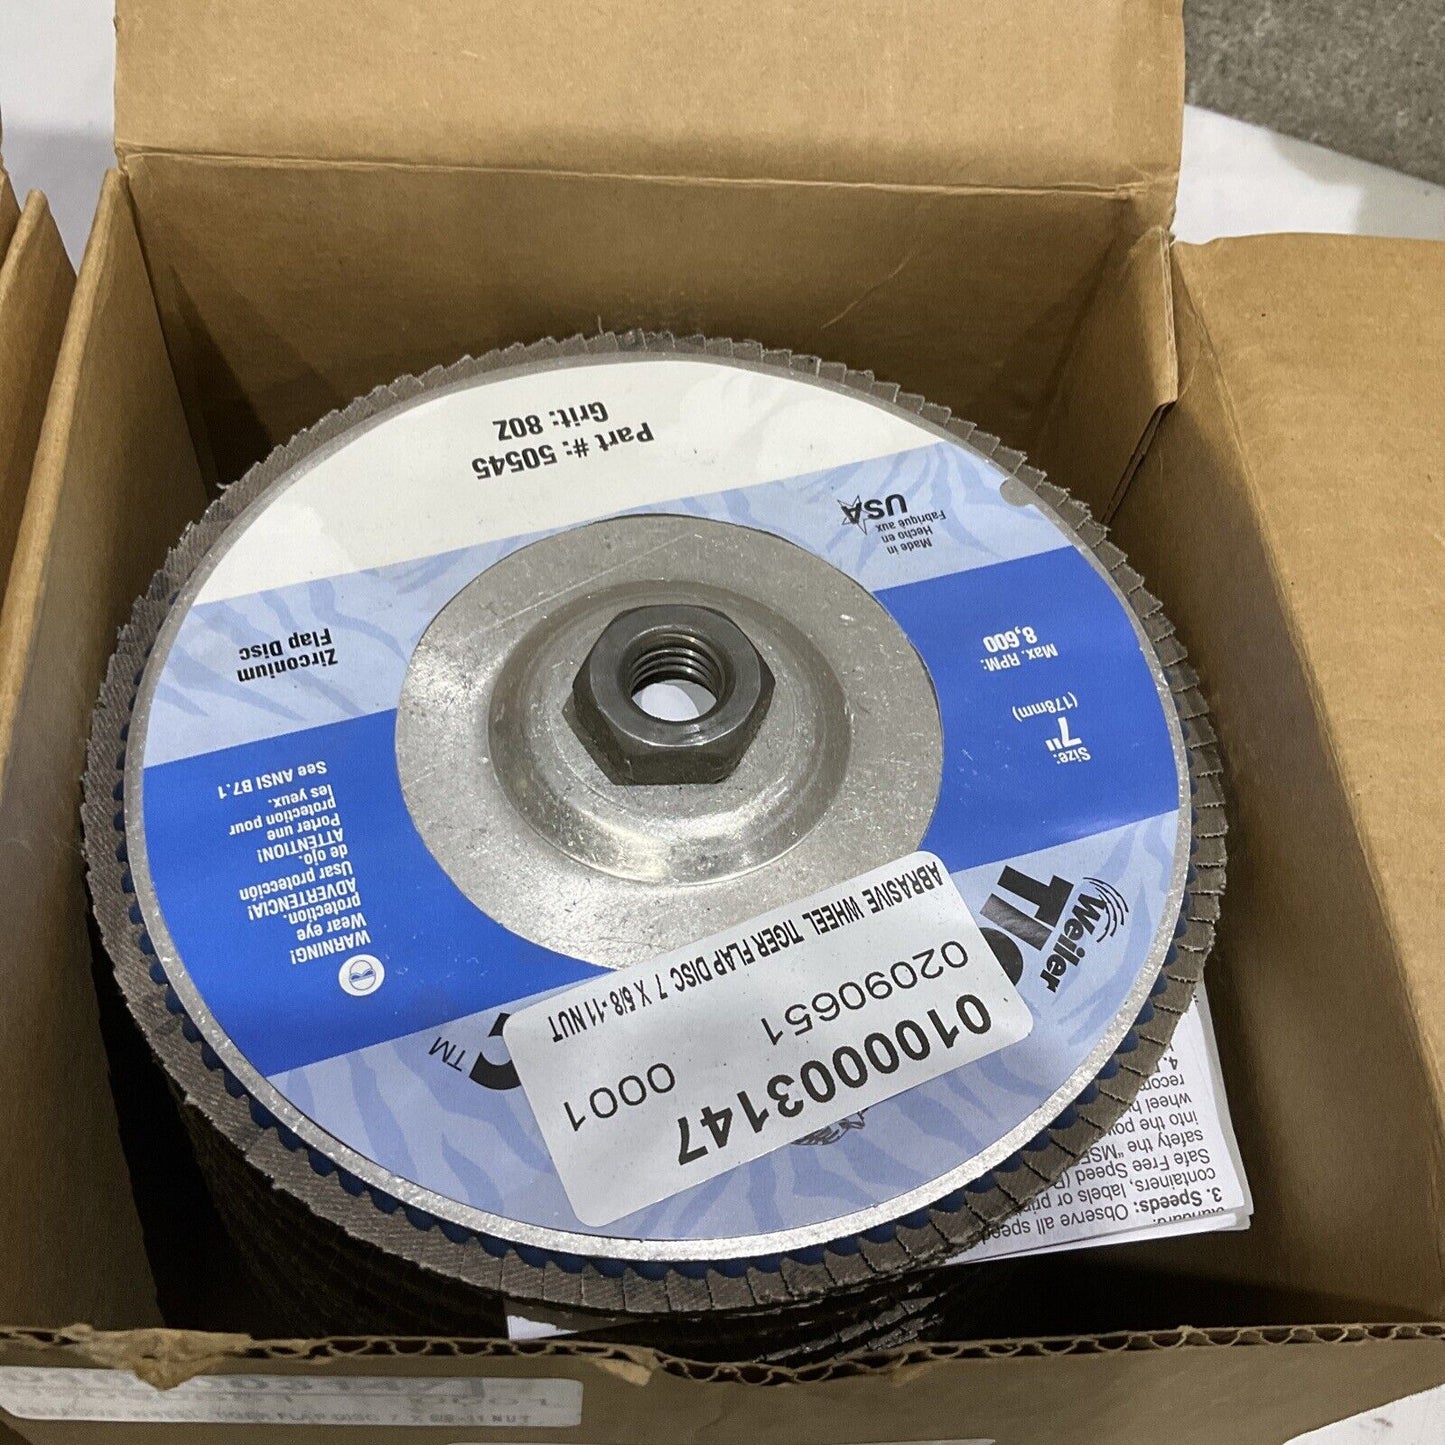 Part #: 50545
Grit: 80Z
Zirconium
Flap Disc
Made in
Hecho en
Fabriqué aux
USA
Max. RPM:
8,600
Size:
7"
(178mm)
WARNING!
Wear eye
protection.
ADVERTENCIA!
Usar protección
de ojo.
ATTENTION!
Porter une
protection pour
les yeux.
See ANSI B7.1
Weiler
TM
0100003147
02090651 0001
ABRASIVE WHEEL TIGER FLAP DISC 7 X 5/8-11 NUT
3. Speeds: Observe all speed
containers, labels or
Safe Free Speed
safety the
into the
wheel
4.